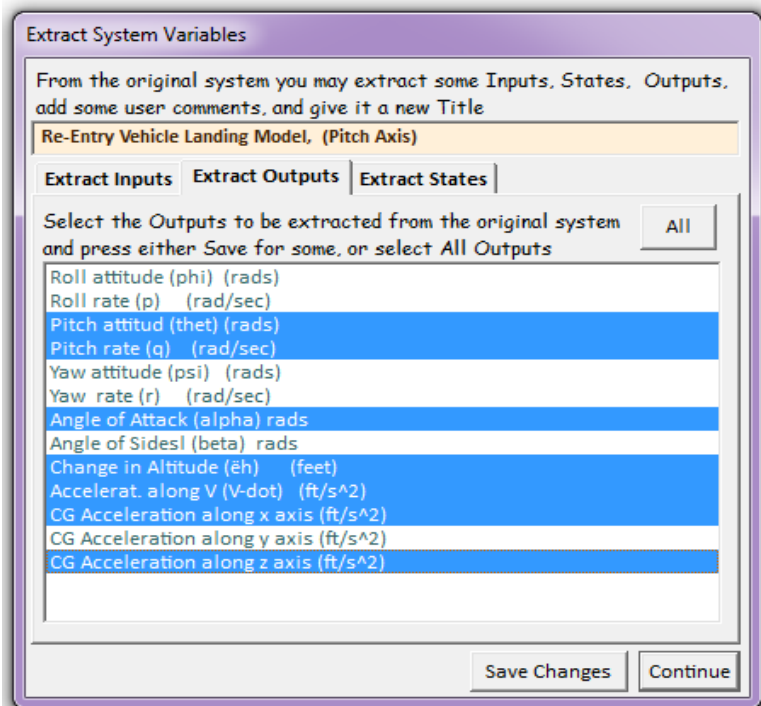 Extract System Variables
From the original system you may extract some Inputs, States, Outputs,
add some user comments, and give it a new Title
Re-Entry Vehicle Landing Model, (Pitch Axis)
Extract Inputs Extract Outputs Extract States
Select the Outputs to be extracted from the original system
and press either Save for some, or select All Outputs
All
Roll attitude (phi) (rads)
Roll rate (p) (rad/sec)
Pitch attitud (thet) (rads)
Pitch rate (q) (rad/sec)
Yaw attitude (psi) (rads)
Yaw rate (r) (rad/sec)
Angle of Attack (alpha) rads
Angle of Sidesl (beta) rads
Change in Altitude (ëh) (feet)
Accelerat. along V (V-dot) (ft/s^2)
CG Acceleration along x axis (ft/s^2)
CG Acceleration along y axis (ft/s^2)
CG Acceleration along z axis (ft/s^2)
Save Changes Continue